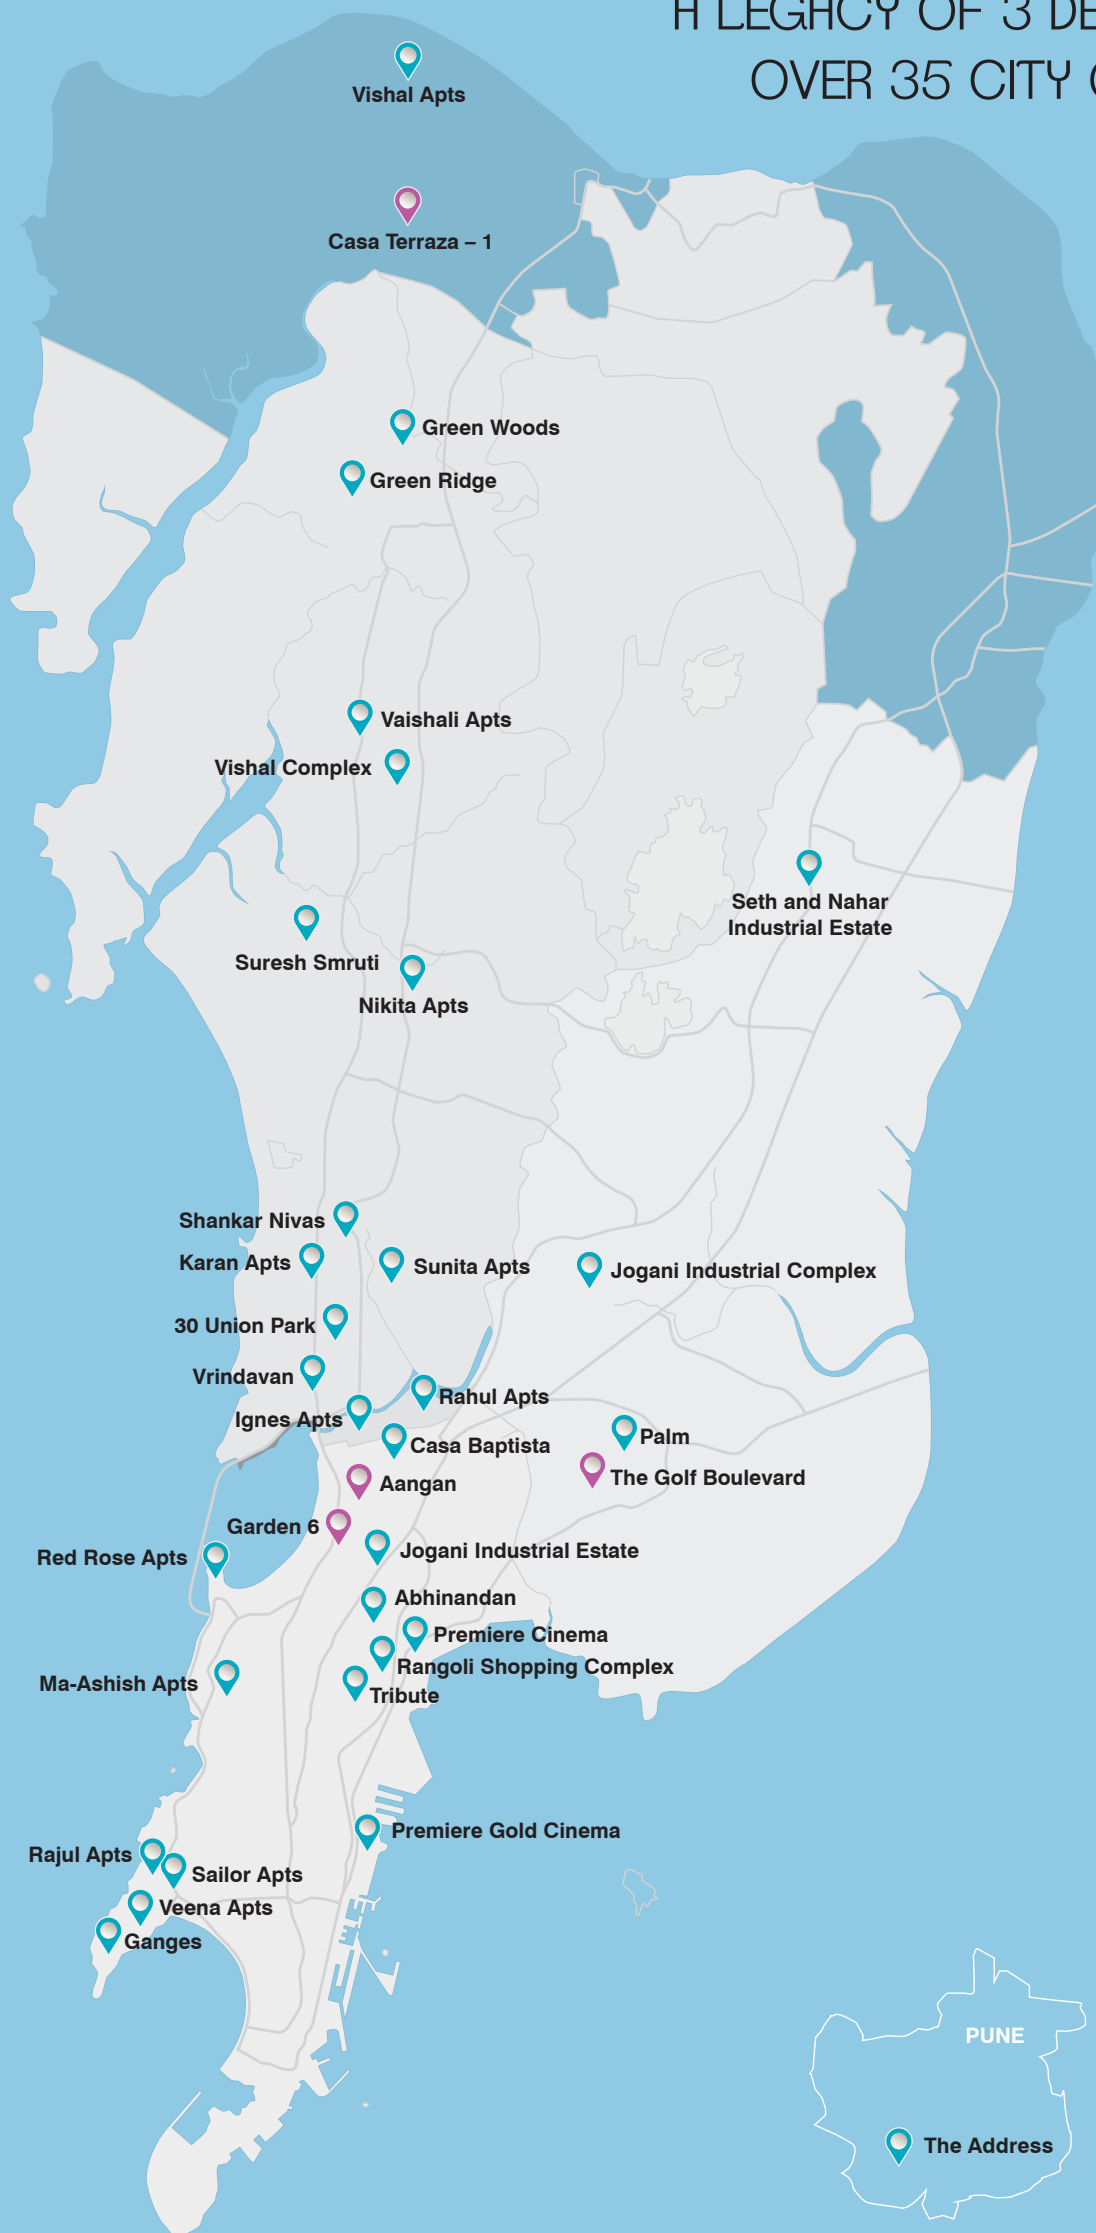 A LEGACY OF 3
OVER 35 CITY
Vishal Apts
Casa Terraza – 1
Green Woods
Green Ridge
Vaishali Apts
Vishal Complex
Seth and Nahar
Industrial Estate
Suresh Smruti
Nikita Apts
Shankar Nivas
Karan Apts
Sunita Apts
Jogani Industrial Complex
30 Union Park
Vrindavan
Rahul Apts
Ignes Apts
Palm
Casa Baptista
The Golf Boulevard
Aangan
Garden 6
Jogani Industrial Estate
Red Rose Apts
Abhinandan
Premiere Cinema
Rangoli Shopping Complex
Ma-Ashish Apts
Tribute
Premiere Gold Cinema
Rajul Apts
Sailor Apts
Veena Apts
Ganges
PUNE
The Address